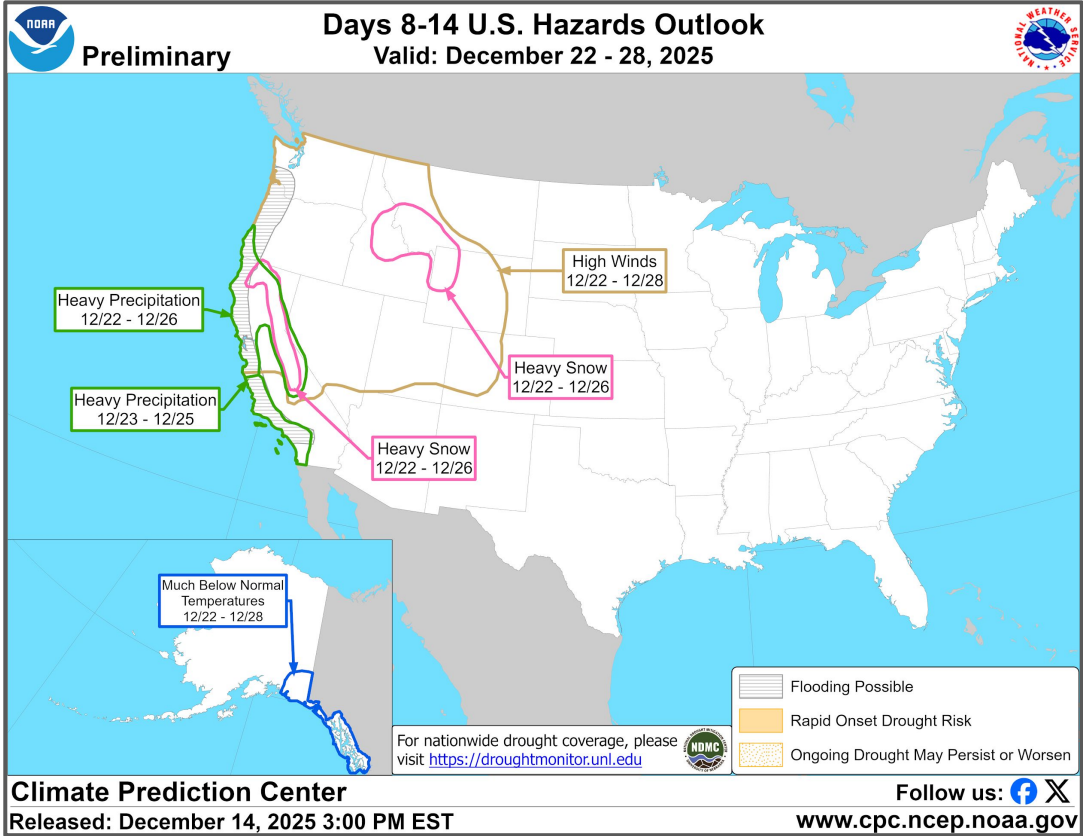 NOAA
Preliminary
Days 8-14 U.S. Hazards Outlook
Valid: December 22 - 28, 2025
NATIONAL WEATHER SERVICE
High Winds
12/22 - 12/28
Heavy Precipitation
12/22 - 12/26
Heavy Snow
12/22 - 12/26
Heavy Precipitation
12/23 - 12/25
Heavy Snow
12/22 - 12/26
Much Below Normal
Temperatures
12/22 - 12/28
Flooding Possible
Rapid Onset Drought Risk
Ongoing Drought May Persist or Worsen
For nationwide drought coverage, please
visit https://droughtmonitor.unl.edu
NDMC
Climate Prediction Center
Follow us:
Released: December 14, 2025 3:00 PM EST
www.cpc.ncep.noaa.gov